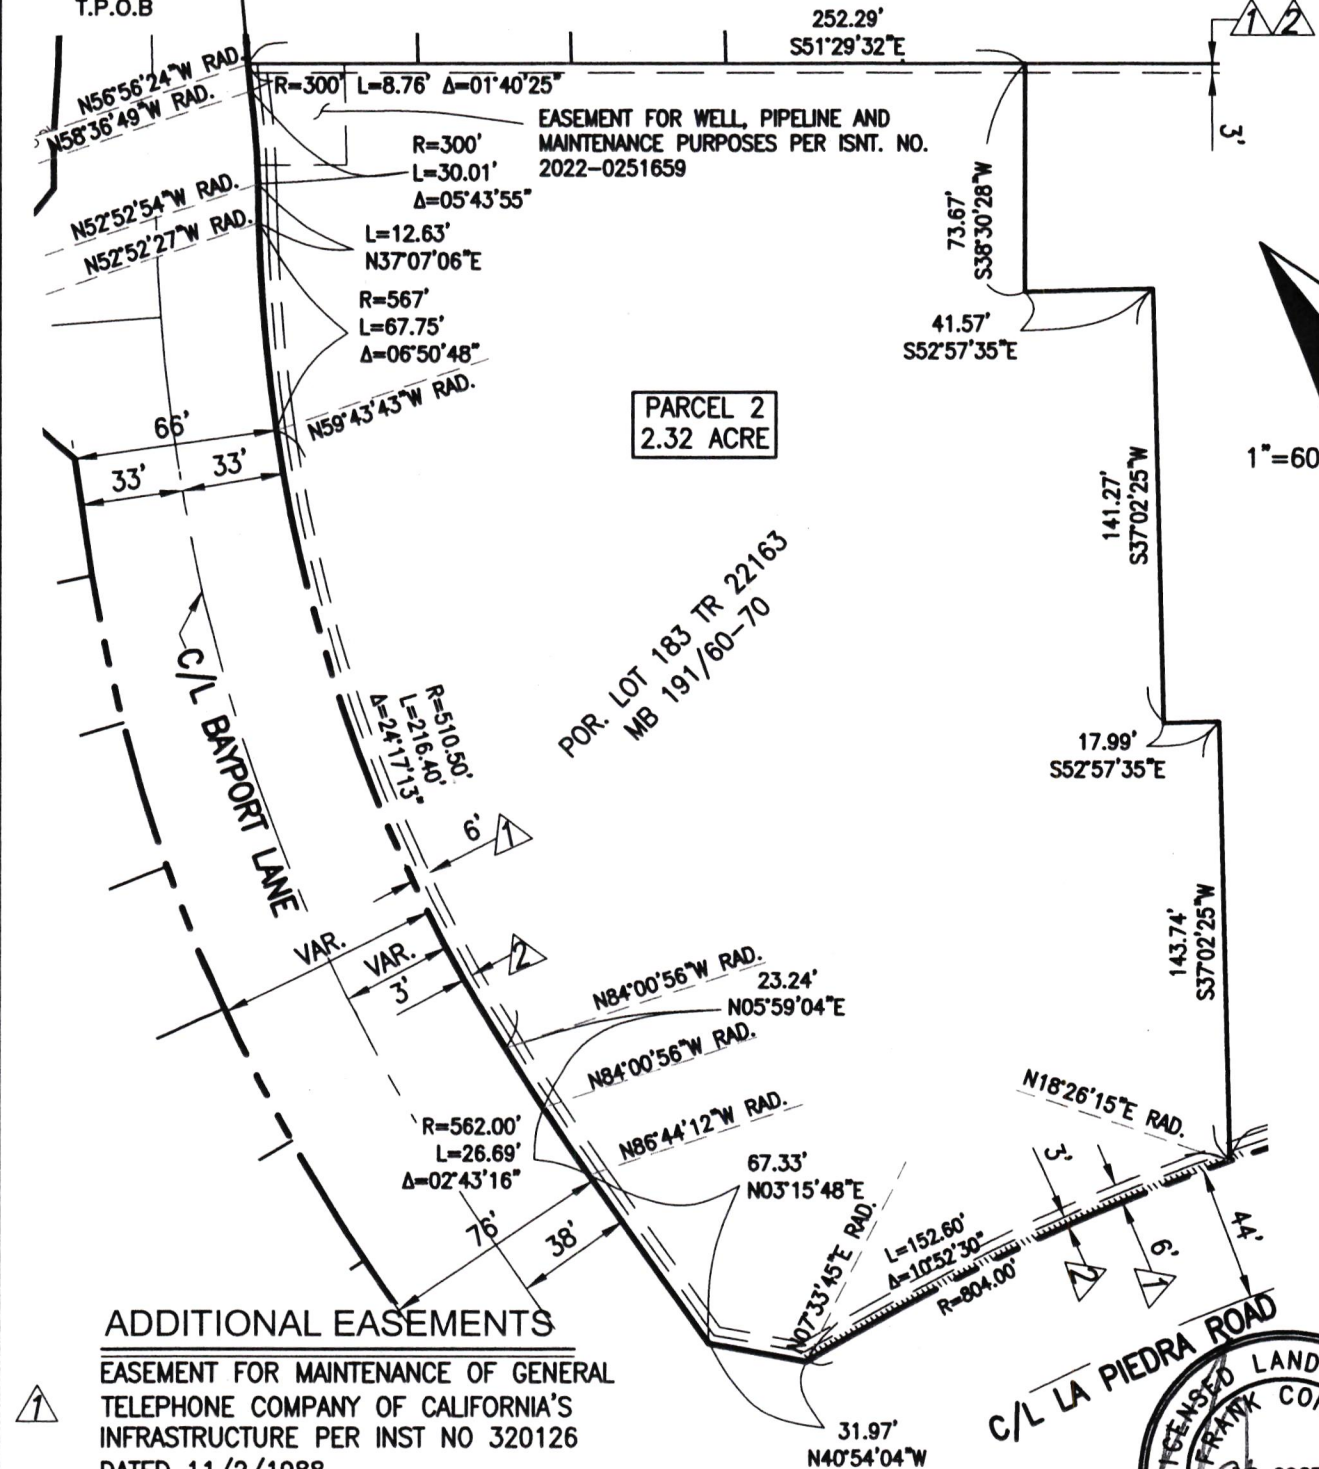 T.P.O.B
252.29'
S51°29'32"E
1 2
3'
N56°56'24"W RAD.
N58°36'49"W RAD.
R=300' L=8.76' Δ=01°40'25"
EASEMENT FOR WELL, PIPELINE AND
MAINTENANCE PURPOSES PER ISNT. NO.
2022-0251659
R=300'
L=30.01'
Δ=05°43'55"
N52°52'54"W RAD.
N52°52'27"W RAD.
L=12.63'
N37°07'06"E
R=567'
L=67.75'
Δ=06°50'48"
N59°43'43"W RAD.
73.67'
S38°30'28"W
41.57'
S52°57'35"E
PARCEL 2
2.32 ACRE
1"=60
66'
33'
33'
141.27'
S37°02'25"W
POR. LOT 183 TR 22163
MB 191/60-70
C/L BAYPORT LANE
R=510.50'
L=216.40'
Δ=24°17'13"
17.99'
S52°57'35"E
6'
1
VAR.
VAR.
3'
2
143.74'
S37°02'25"W
N84°00'56"W RAD.
23.24'
N05°59'04"E
N84°00'56"W RAD.
N86°44'12"W RAD.
R=562.00'
L=26.69'
Δ=02°43'16"
67.33'
N03°15'48"E
76'
38'
N18°26'15"E RAD.
N07°33'45"E RAD.
L=152.60'
Δ=10°52'30"
R=804.00'
3'
6'
2
1
44'
C/L LA PIEDRA ROAD
31.97'
N40°54'04"W
ADDITIONAL EASEMENTS
1
EASEMENT FOR MAINTENANCE OF GENERAL
TELEPHONE COMPANY OF CALIFORNIA'S
INFRASTRUCTURE PER INST NO 320126
DATED 11/2/1988
ICENSED LAND
FRANK CO